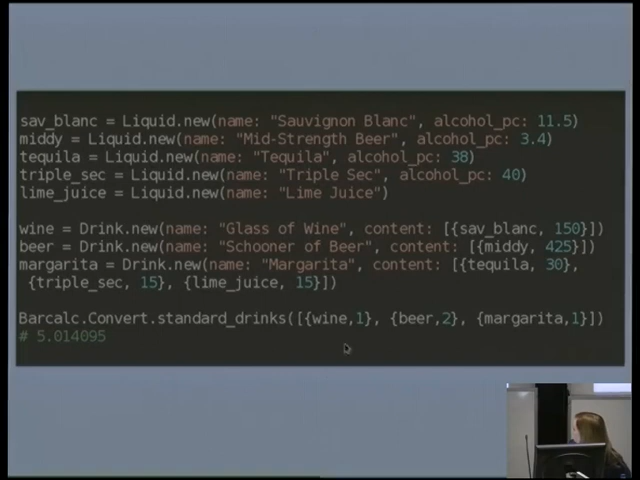 sav_blanc = Liquid.new(name: "Sauvignon Blanc", alcohol_pc: 11.5)
middy = Liquid.new(name: "Mid-Strength Beer", alcohol_pc: 3.4)
tequila = Liquid.new(name: "Tequila", alcohol_pc: 38)
triple_sec = Liquid.new(name: "Triple Sec", alcohol_pc: 40)
lime_juice = Liquid.new(name: "Lime Juice")
wine = Drink.new(name: "Glass of Wine", content: [{sav_blanc, 150}])
beer = Drink.new(name: "Schooner of Beer", content: [{middy, 425}])
margarita = Drink.new(name: "Margarita", content: [{tequila, 30},
{triple_sec, 15}, {lime_juice, 15}])
Barcalc.Convert.standard_drinks([{wine,1}, {beer,2}, {margarita,1}])
# 5.014095